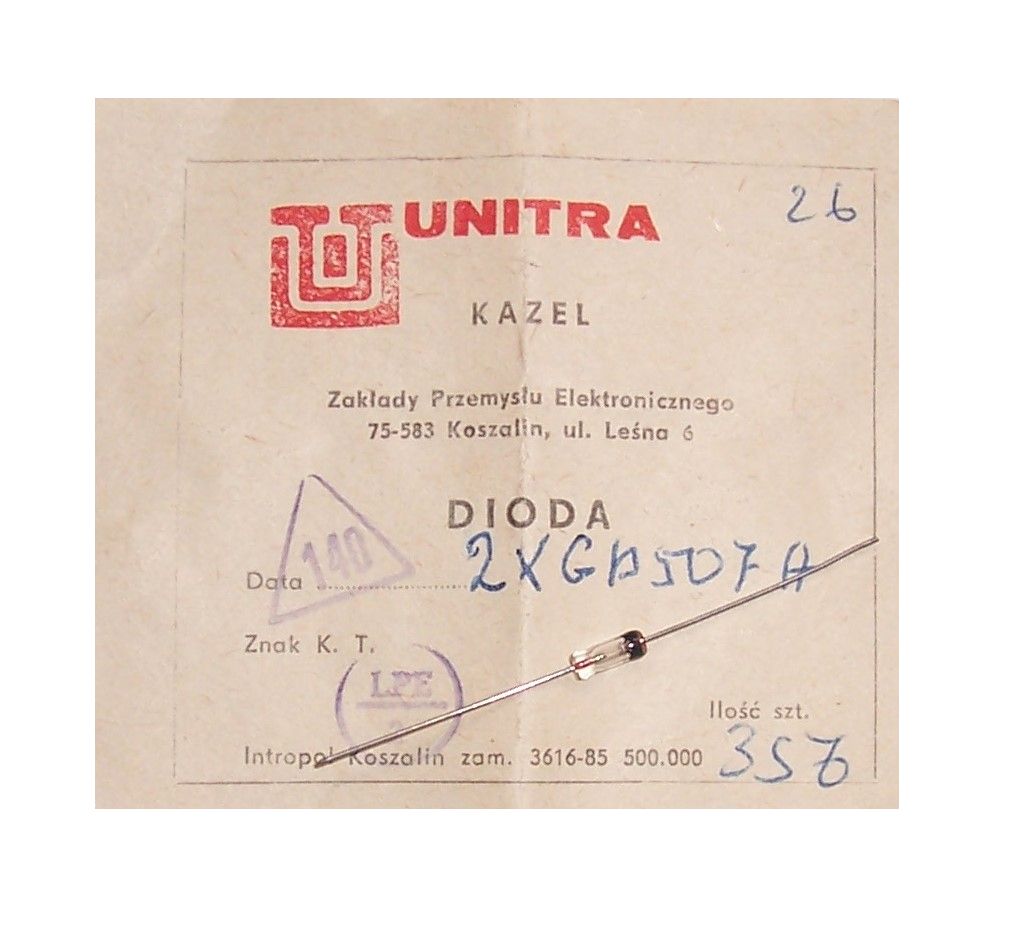 26
UNITRA
KAZEL
Zakłady Przemysłu Elektronicznego
75-583 Koszalin, ul. Leśna 6
DIODA
140
Data .................... 2XGD507A
Znak K. T.
LPE
Ilość szt.
Intropol Koszalin zam. 3616-85 500.000 356